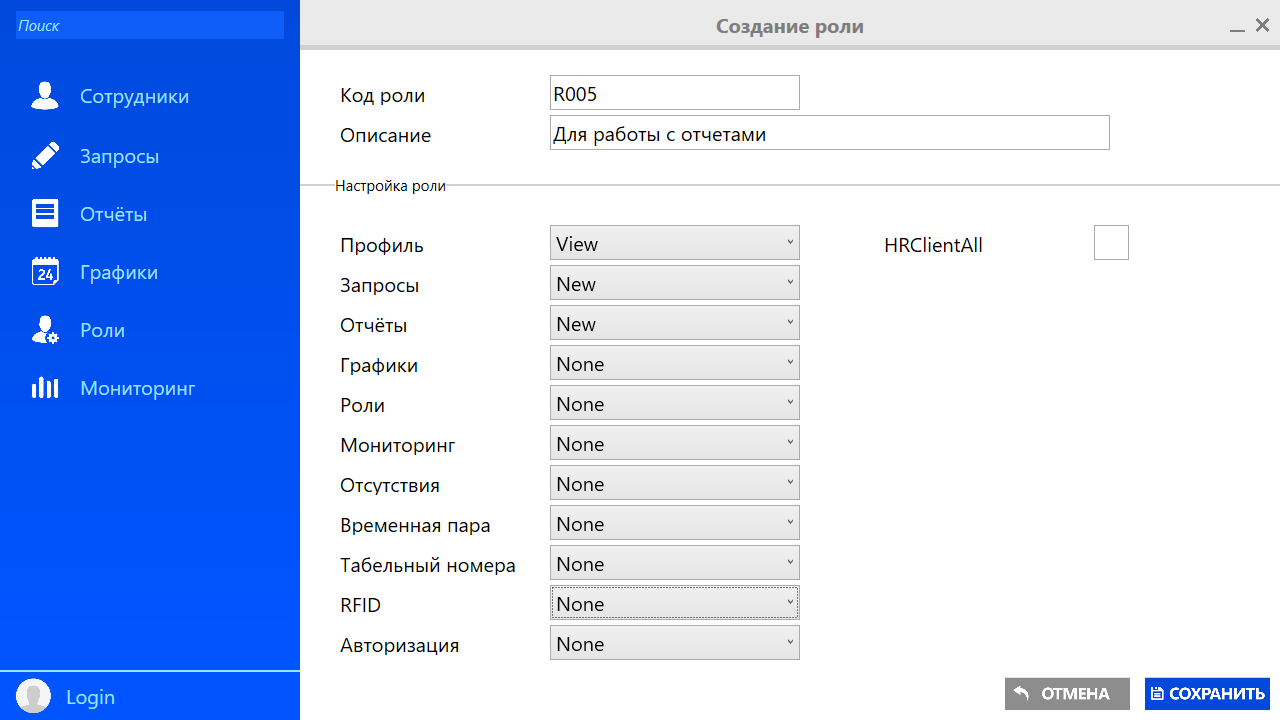 Поиск
Создание роли
Сотрудники
Запросы
Отчёты
24
Графики
Роли
Мониторинг
Login
Код роли
R005
Описание
Для работы с отчетами
Настройка роли
Профиль
View
HRClientAll
Запросы
New
Отчёты
New
Графики
None
Роли
None
Мониторинг
None
Отсутствия
None
Временная пара
None
Табельный номера
None
RFID
None
Авторизация
None
ОТМЕНА
СОХРАНИТЬ